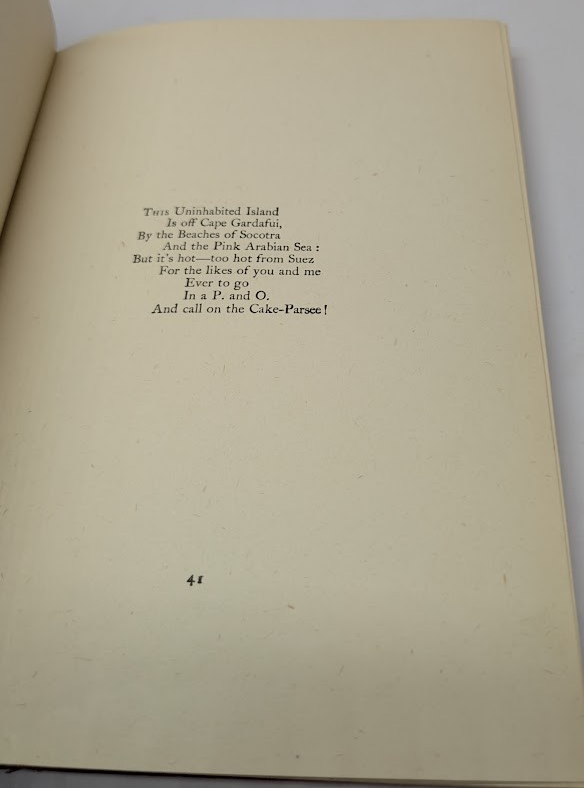 THIS Uninhabited Island
Is off Cape Gardafui,
By the Beaches of Socotra
And the Pink Arabian Sea :
But it's hot—too hot from Suez
For the likes of you and me
Ever to go
In a P. and O.
And call on the Cake-Parsee !
41